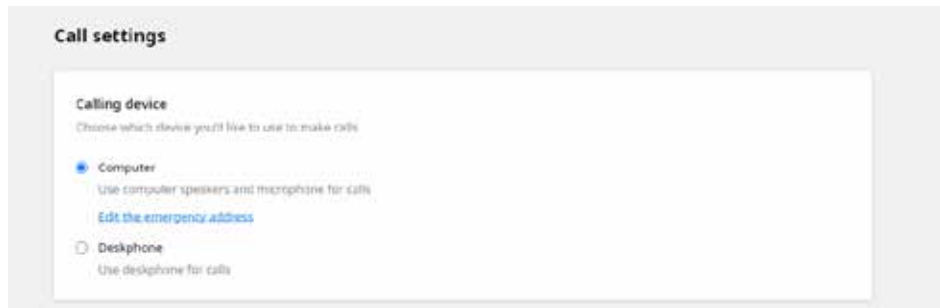 Call settings
Calling device
Choose which device you'll like to use to make calls
Computer
Use computer speakers and microphone for calls
Edit the emergency address
Deskphone
Use deskphone for calls